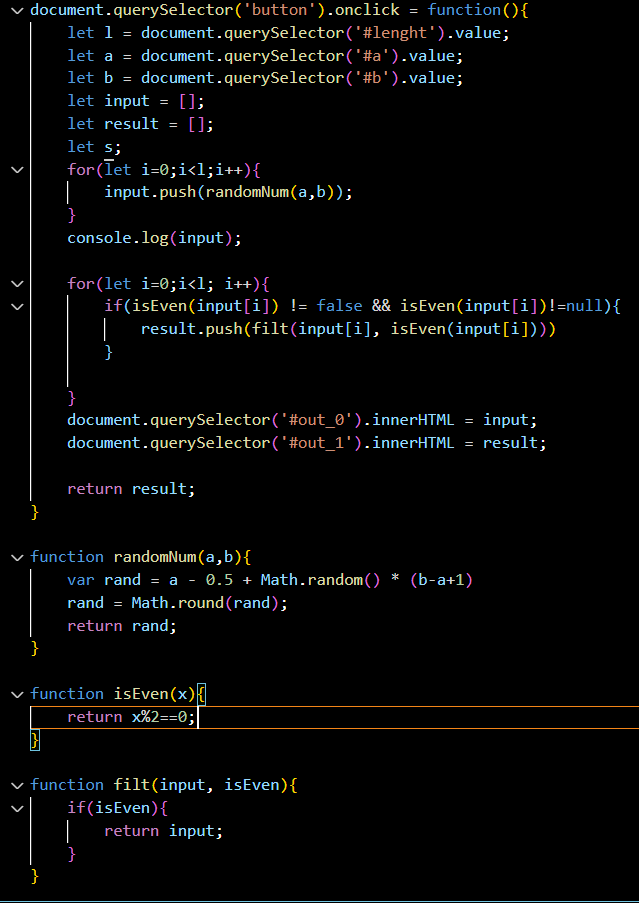 document.querySelector('button').onclick = function(){
    let l = document.querySelector('#lenght').value;
    let a = document.querySelector('#a').value;
    let b = document.querySelector('#b').value;
    let input = [];
    let result = [];
    let s;
    for(let i=0;i<l;i++){
        input.push(randomNum(a,b));
    }
    console.log(input);

    for(let i=0;i<l; i++){
        if(isEven(input[i]) != false && isEven(input[i])!=null){
            result.push(filt(input[i], isEven(input[i])))
        }

    }
    document.querySelector('#out_0').innerHTML = input;
    document.querySelector('#out_1').innerHTML = result;

    return result;
}

function randomNum(a,b){
    var rand = a - 0.5 + Math.random() * (b-a+1)
    rand = Math.round(rand);
    return rand;
}

function isEven(x){
    return x%2==0;
}

function filt(input, isEven){
    if(isEven){
        return input;
    }
}